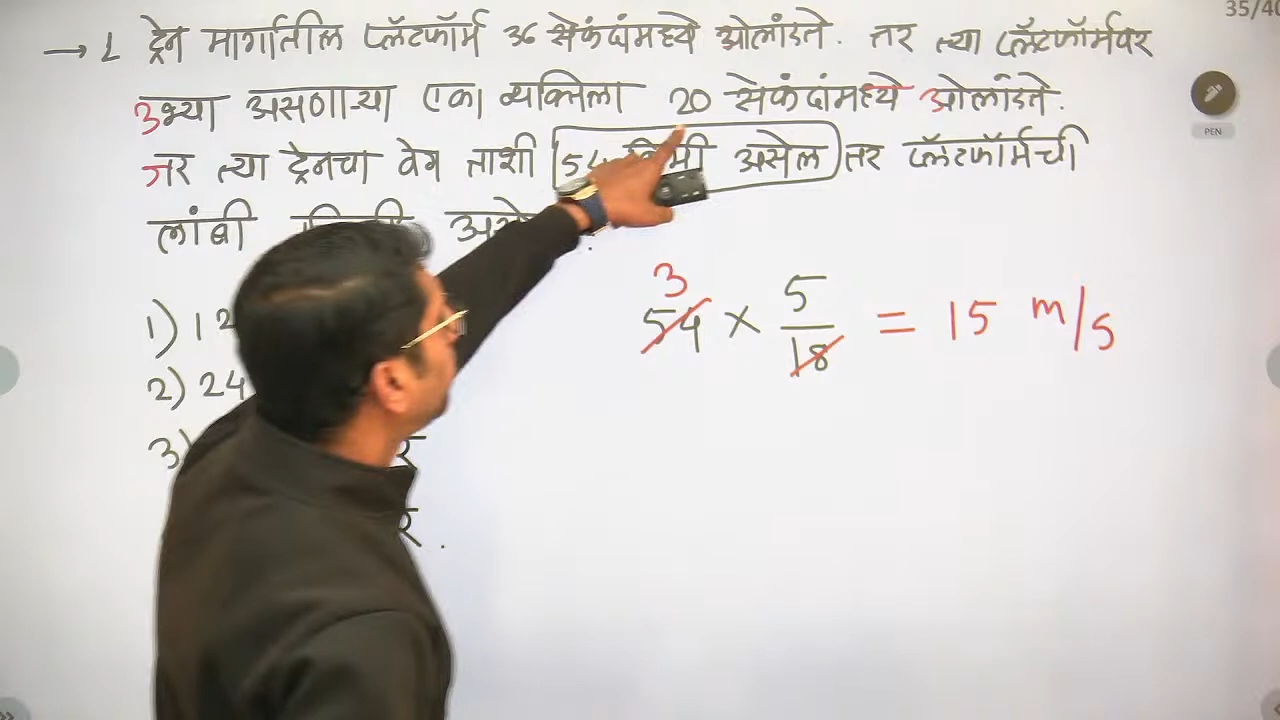 35/40
→ 1 ट्रेन मार्गातील प्लॅटफॉर्म 36 सेकंदांमध्ये ओलांडते. तर त्या प्लॅटफॉर्मवर
उभ्या असणाऱ्या एका व्यक्तिला 20 सेकंदांमध्ये ओलांडते.
जर त्या ट्रेनचा वेग ताशी 54 असेल तर प्लॅटफॉर्मची
लांबी
3
54 × 5/18 = 15 m/s
1) 12
2) 24
3)
PEN